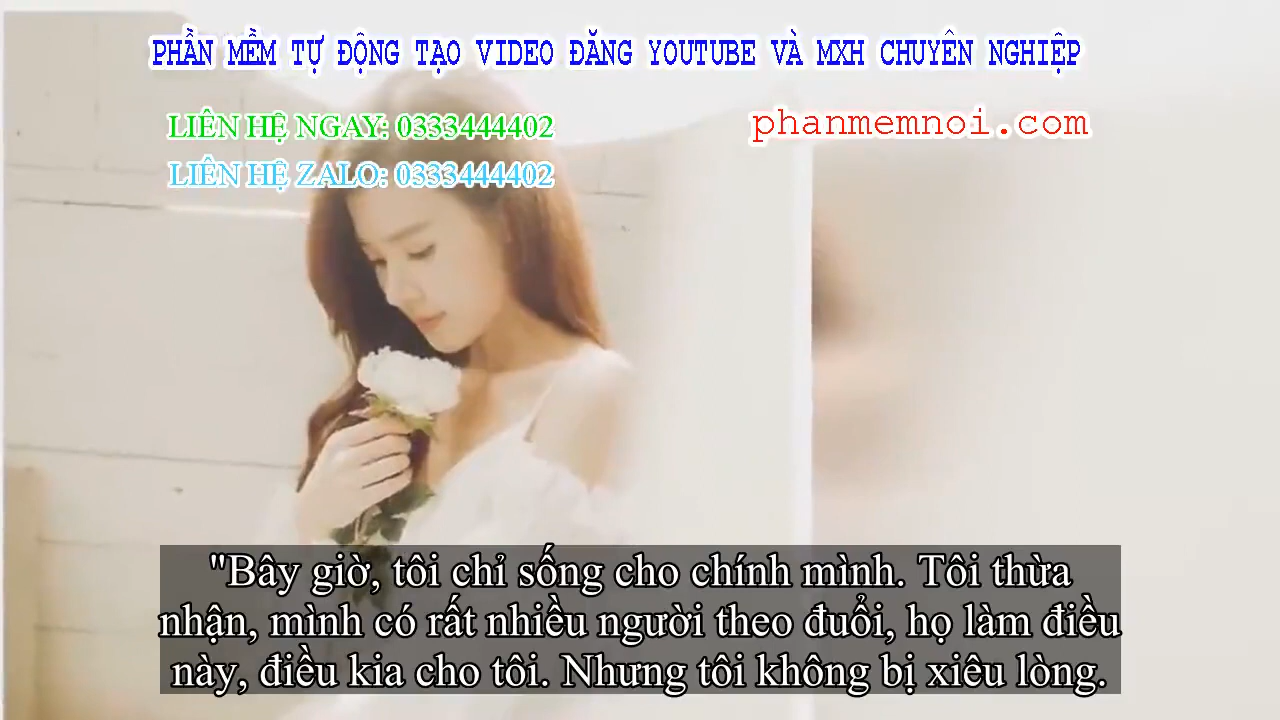 PHẦN MỀM TỰ ĐỘNG TẠO VIDEO ĐĂNG YOUTUBE VÀ MXH CHUYÊN NGHIỆP
LIÊN HỆ NGAY: 0333444402
phanmemnoi.com
LIÊN HỆ ZALO: 0333444402
"Bây giờ, tôi chỉ sống cho chính mình. Tôi thừa
nhận, mình có rất nhiều người theo đuổi, họ làm điều
này, điều kia cho tôi. Nhưng tôi không bị xiêu lòng.